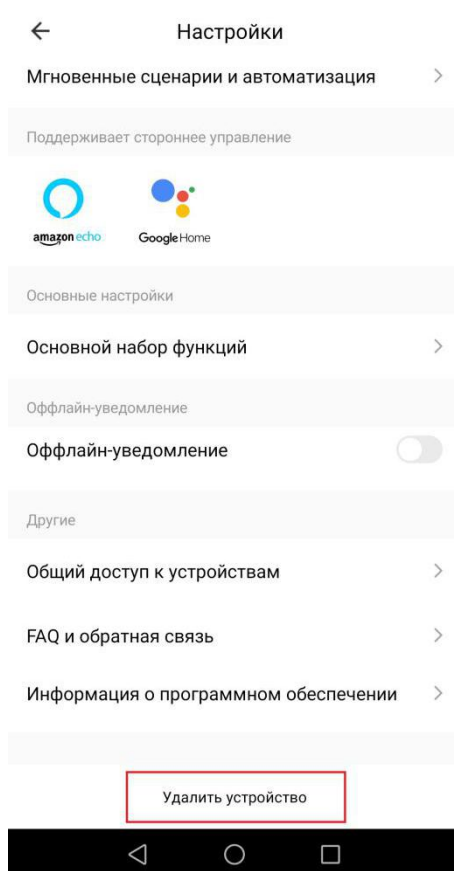 Настройки
Мгновенные сценарии и автоматизация
Поддерживает стороннее управление
amazon echo
Google Home
Основные настройки
Основной набор функций
Оффлайн-уведомление
Оффлайн-уведомление
Другие
Общий доступ к устройствам
FAQ и обратная связь
Информация о программном обеспечении
Удалить устройство